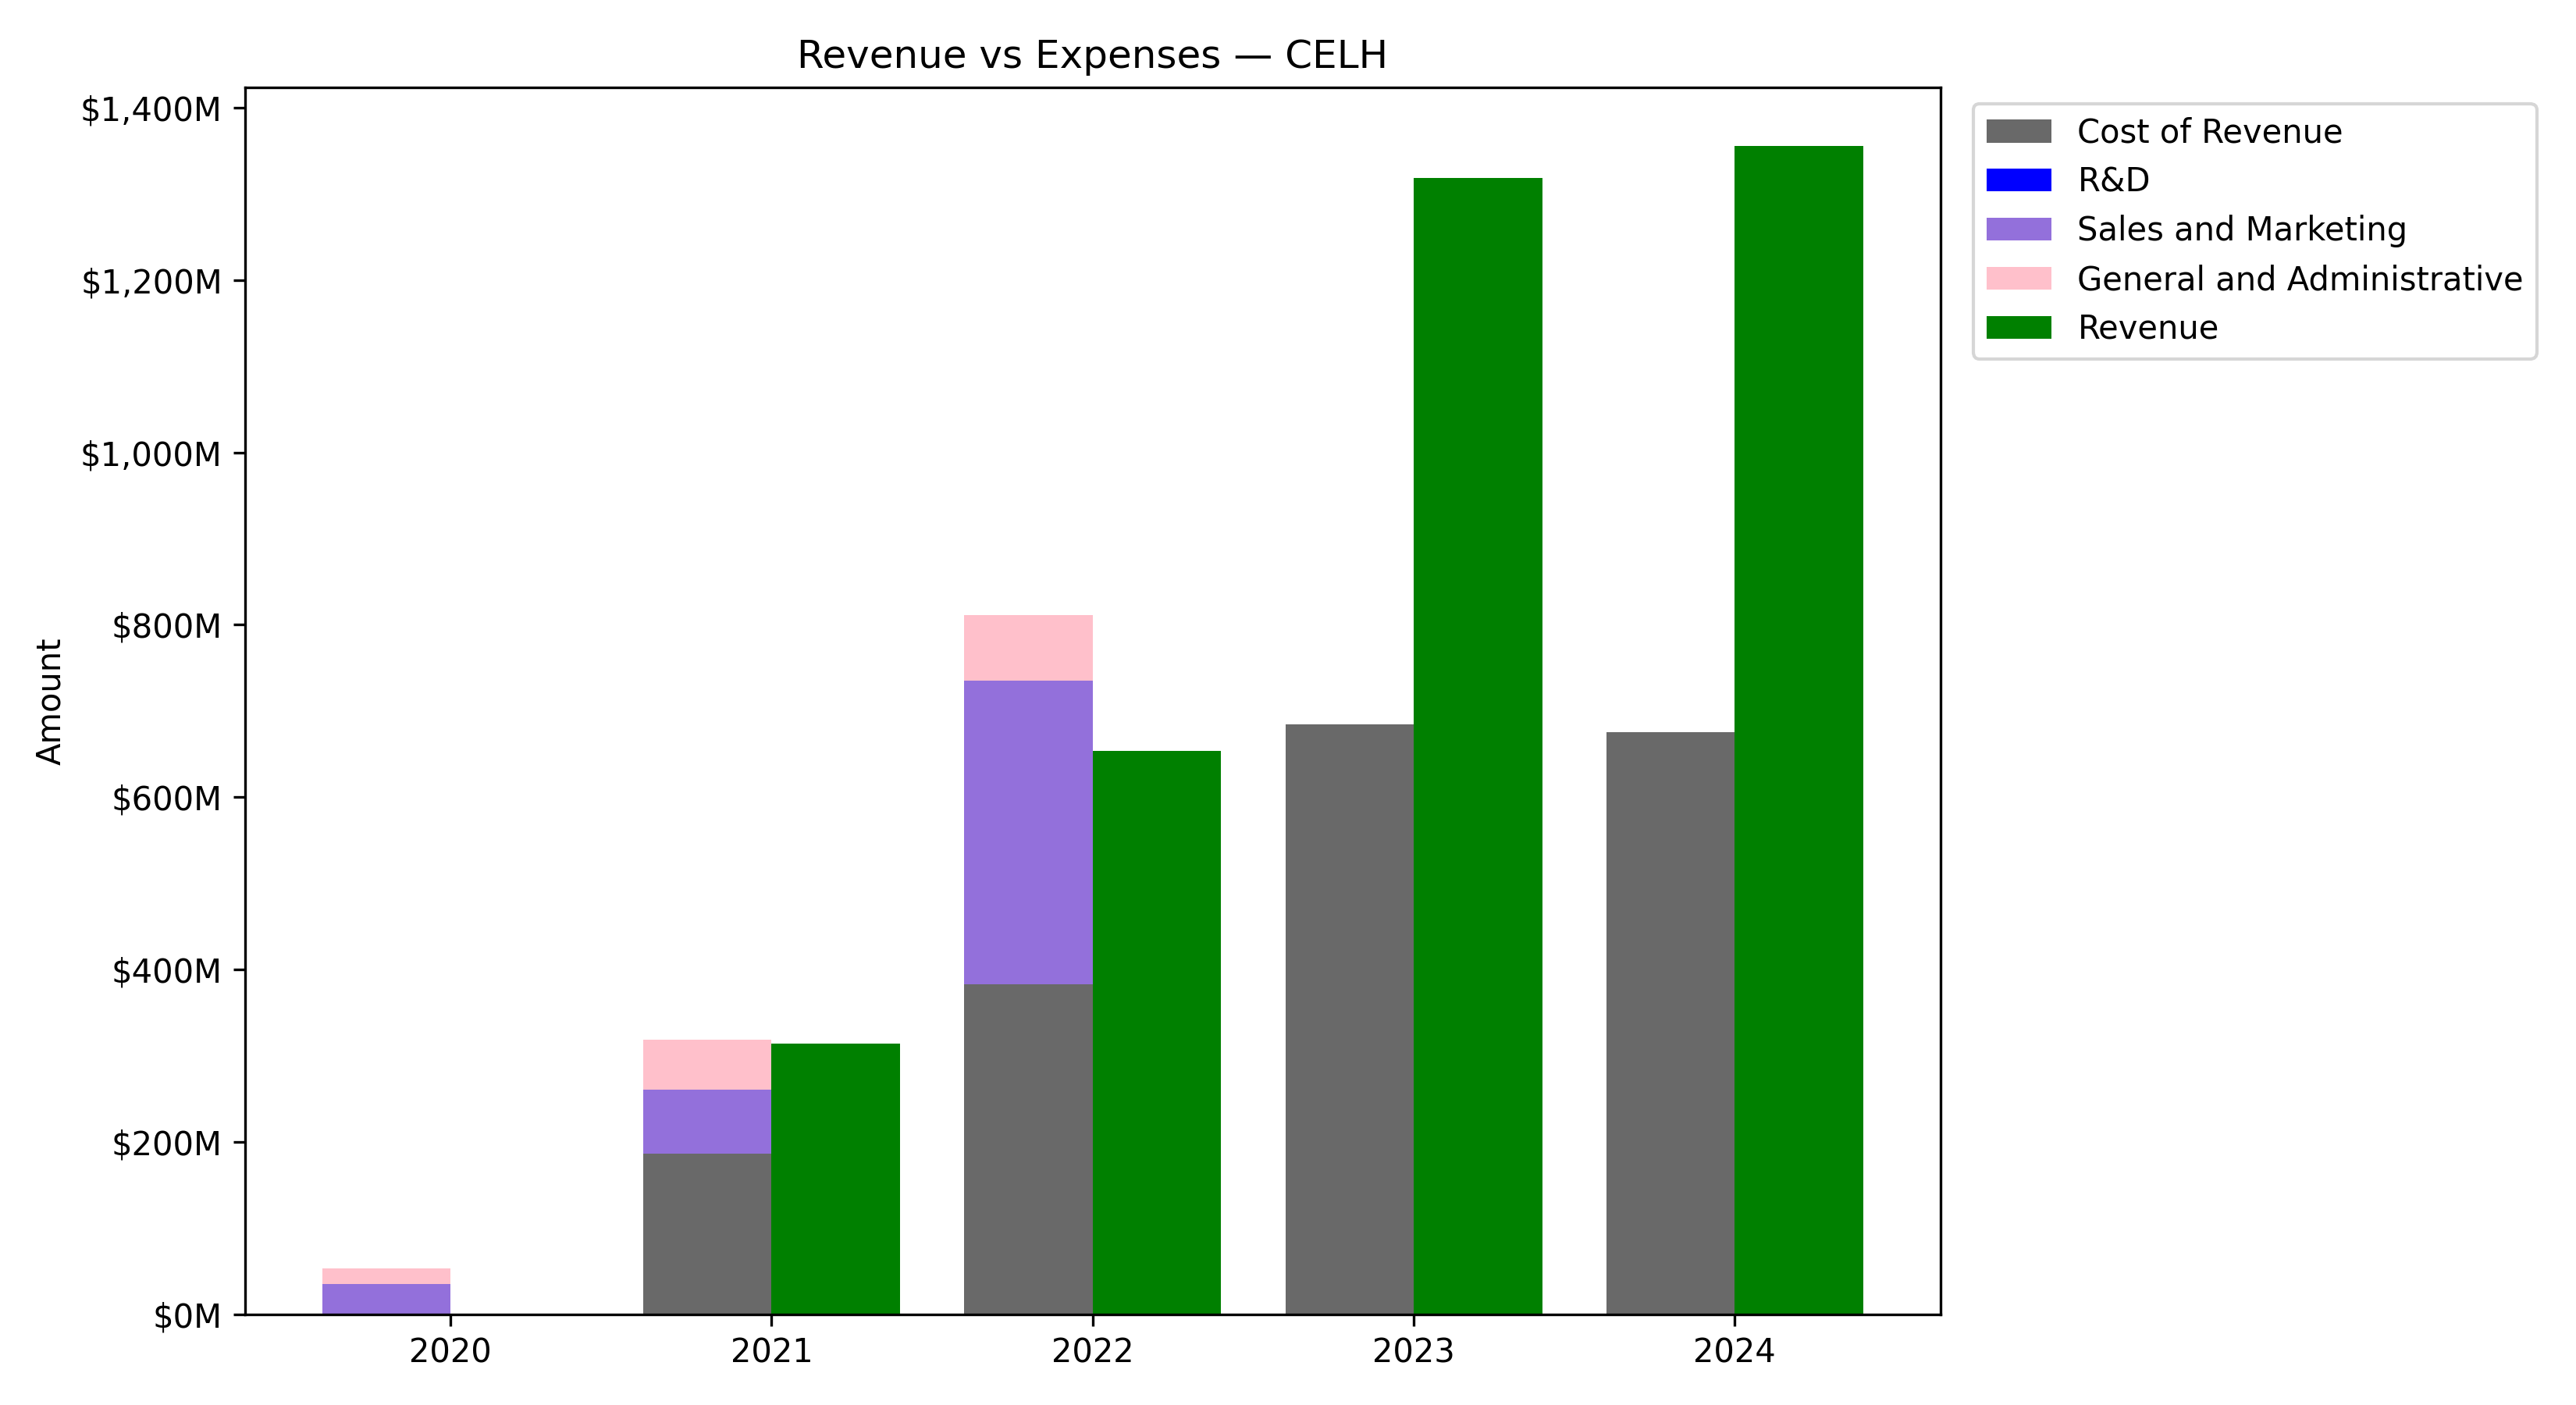 Revenue vs Expenses — CELH
$1,400M
$1,200M
$1,000M
$800M
$600M
$400M
$200M
$0M
Amount
2020
2021
2022
2023
2024
Cost of Revenue
R&D
Sales and Marketing
General and Administrative
Revenue